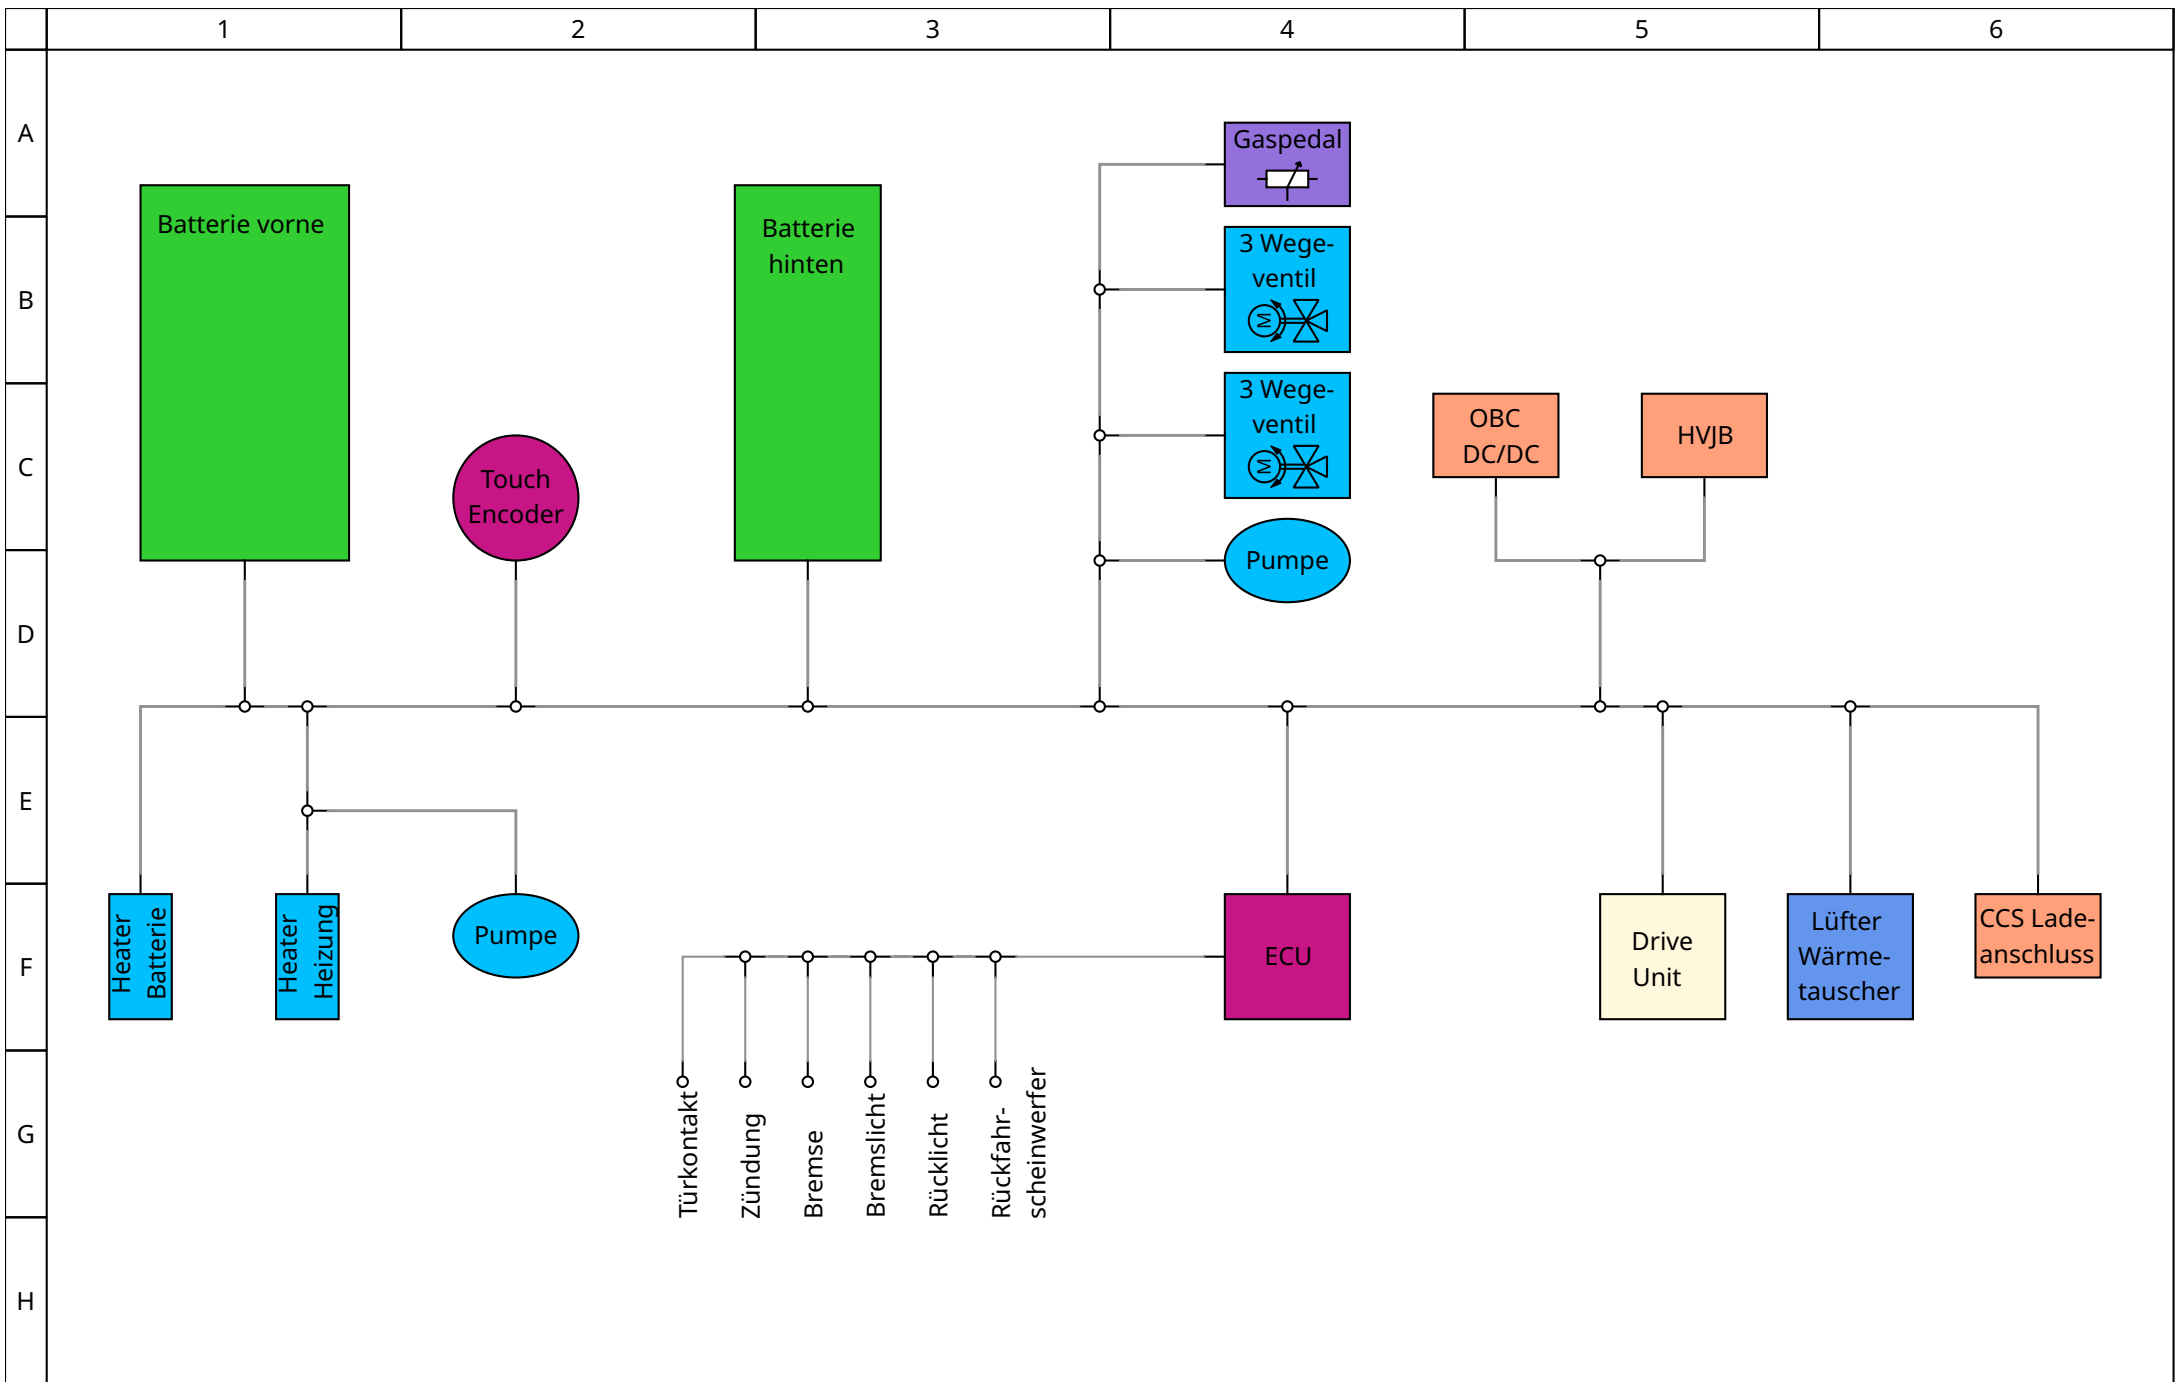 1
2
3
4
5
6
A
B
C
D
E
F
G
H
Batterie vorne
Touch
Encoder
Batterie
hinten
Gaspedal
3 Wege-
ventil
M
3 Wege-
ventil
M
Pumpe
OBC
DC/DC
HVJB
Heater
Batterie
Heater
Heizung
Pumpe
ECU
Drive
Unit
Lüfter
Wärme-
tauscher
CCS Lade-
anschluss
Türkontakt
Zündung
Bremse
Bremslicht
Rücklicht
Rückfahr-
scheinwerfer